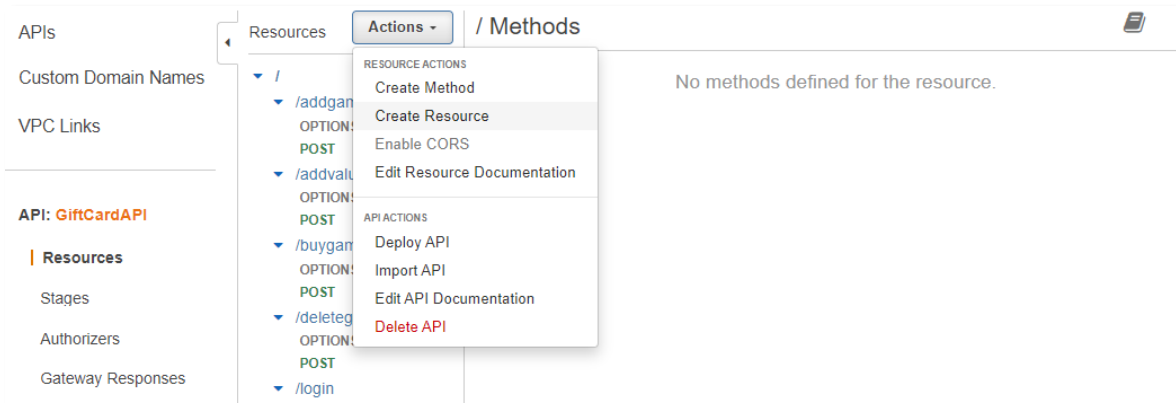 APIs
Custom Domain Names
VPC Links
API: GiftCardAPI
Resources
Stages
Authorizers
Gateway Responses
Resources
Actions
/
/addgam
OPTIONS
POST
/addvalu
OPTIONS
POST
/buygam
OPTIONS
POST
/deleteg
OPTIONS
POST
/login
RESOURCE ACTIONS
Create Method
Create Resource
Enable CORS
Edit Resource Documentation
API ACTIONS
Deploy API
Import API
Edit API Documentation
Delete API
/ Methods
No methods defined for the resource.